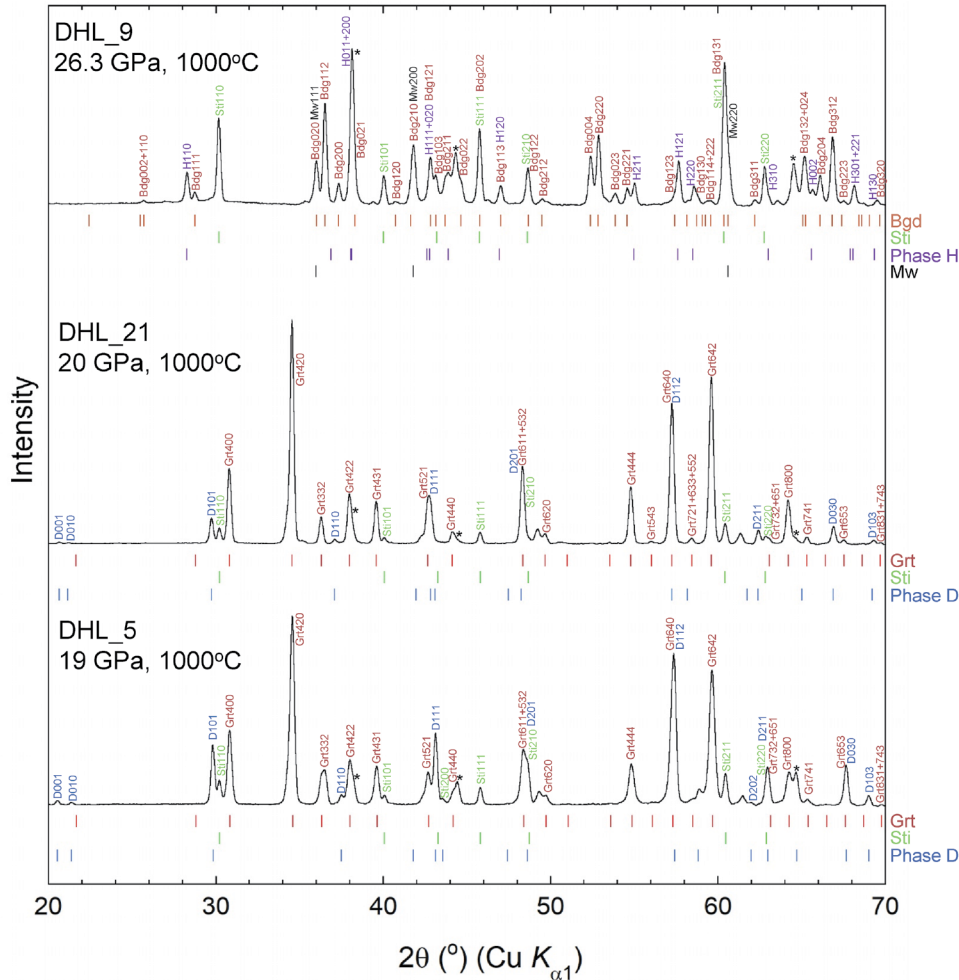 DHL_9
26.3 GPa, 1000°C
Bdg002+110
H110
Bdg111
Sti110
Bdg020
Mw111
Bdg112
Bdg200
H011+200
*
Bdg021
Sti101
Bdg120
Bdg210
Mw200
H111+020
Bdg121
Bdg103
Bdg211
*
Bdg022
Sti111
Bdg202
Bdg113
H120
Sti210
Bdg122
Bdg212
Bdg004
Bdg220
Bdg023
Bdg221
H211
Bdg123
H121
H220
Bdg130
Bdg114+222
Sti211
Bdg131
Mw220
Bdg311
Sti220
H310
*
Bdg132+024
H002
Bdg204
Bdg312
Bdg223
H301+221
H130
Bdg320
Bgd
Sti
Phase H
Mw
DHL_21
20 GPa, 1000°C
D001
D010
D101
Sti110
Grt400
Grt420
Grt332
D110
Grt422
*
Grt431
Sti101
Grt521
D111
Grt440
*
Sti111
D201
Grt611+532
Sti210
Grt620
Grt444
Grt543
Grt640
D112
Grt721+633+552
Grt642
Sti211
D211
Sti220
Grt732+651
Grt800
*
Grt741
D030
Grt653
D103
Grt831+743
Grt
Sti
Phase D
DHL_5
19 GPa, 1000°C
D001
D010
D101
Sti110
Grt400
Grt420
Grt332
D110
Grt422
*
Grt431
Sti101
Grt521
D111
Sti200
Grt440
*
Sti111
Grt611+532
Sti210
D201
Grt620
Grt444
Grt640
D112
Grt642
Sti211
D202
Sti220
D211
Grt732+651
Grt800
*
Grt741
Grt653
D030
D103
Grt831+743
Grt
Sti
Phase D
Intensity
20
30
40
50
60
70
2θ (°) (Cu Kα1)